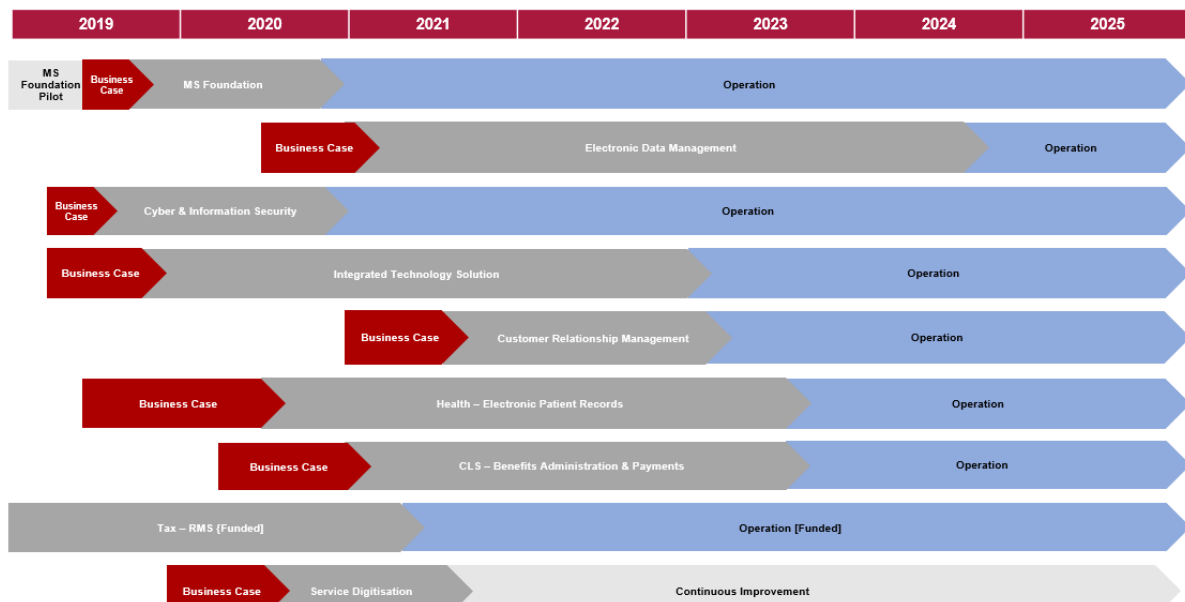 2019 2020 2021 2022 2023 2024 2025
MS
Foundation
Pilot
Business
Case
MS Foundation
Operation
Business Case
Electronic Data Management
Operation
Business
Case
Cyber & Information Security
Operation
Business Case
Integrated Technology Solution
Operation
Business Case
Customer Relationship Management
Operation
Business Case
Health – Electronic Patient Records
Operation
Business Case
CLS – Benefits Administration & Payments
Operation
Tax – RMS {Funded]
Operation [Funded]
Business Case
Service Digitisation
Continuous Improvement